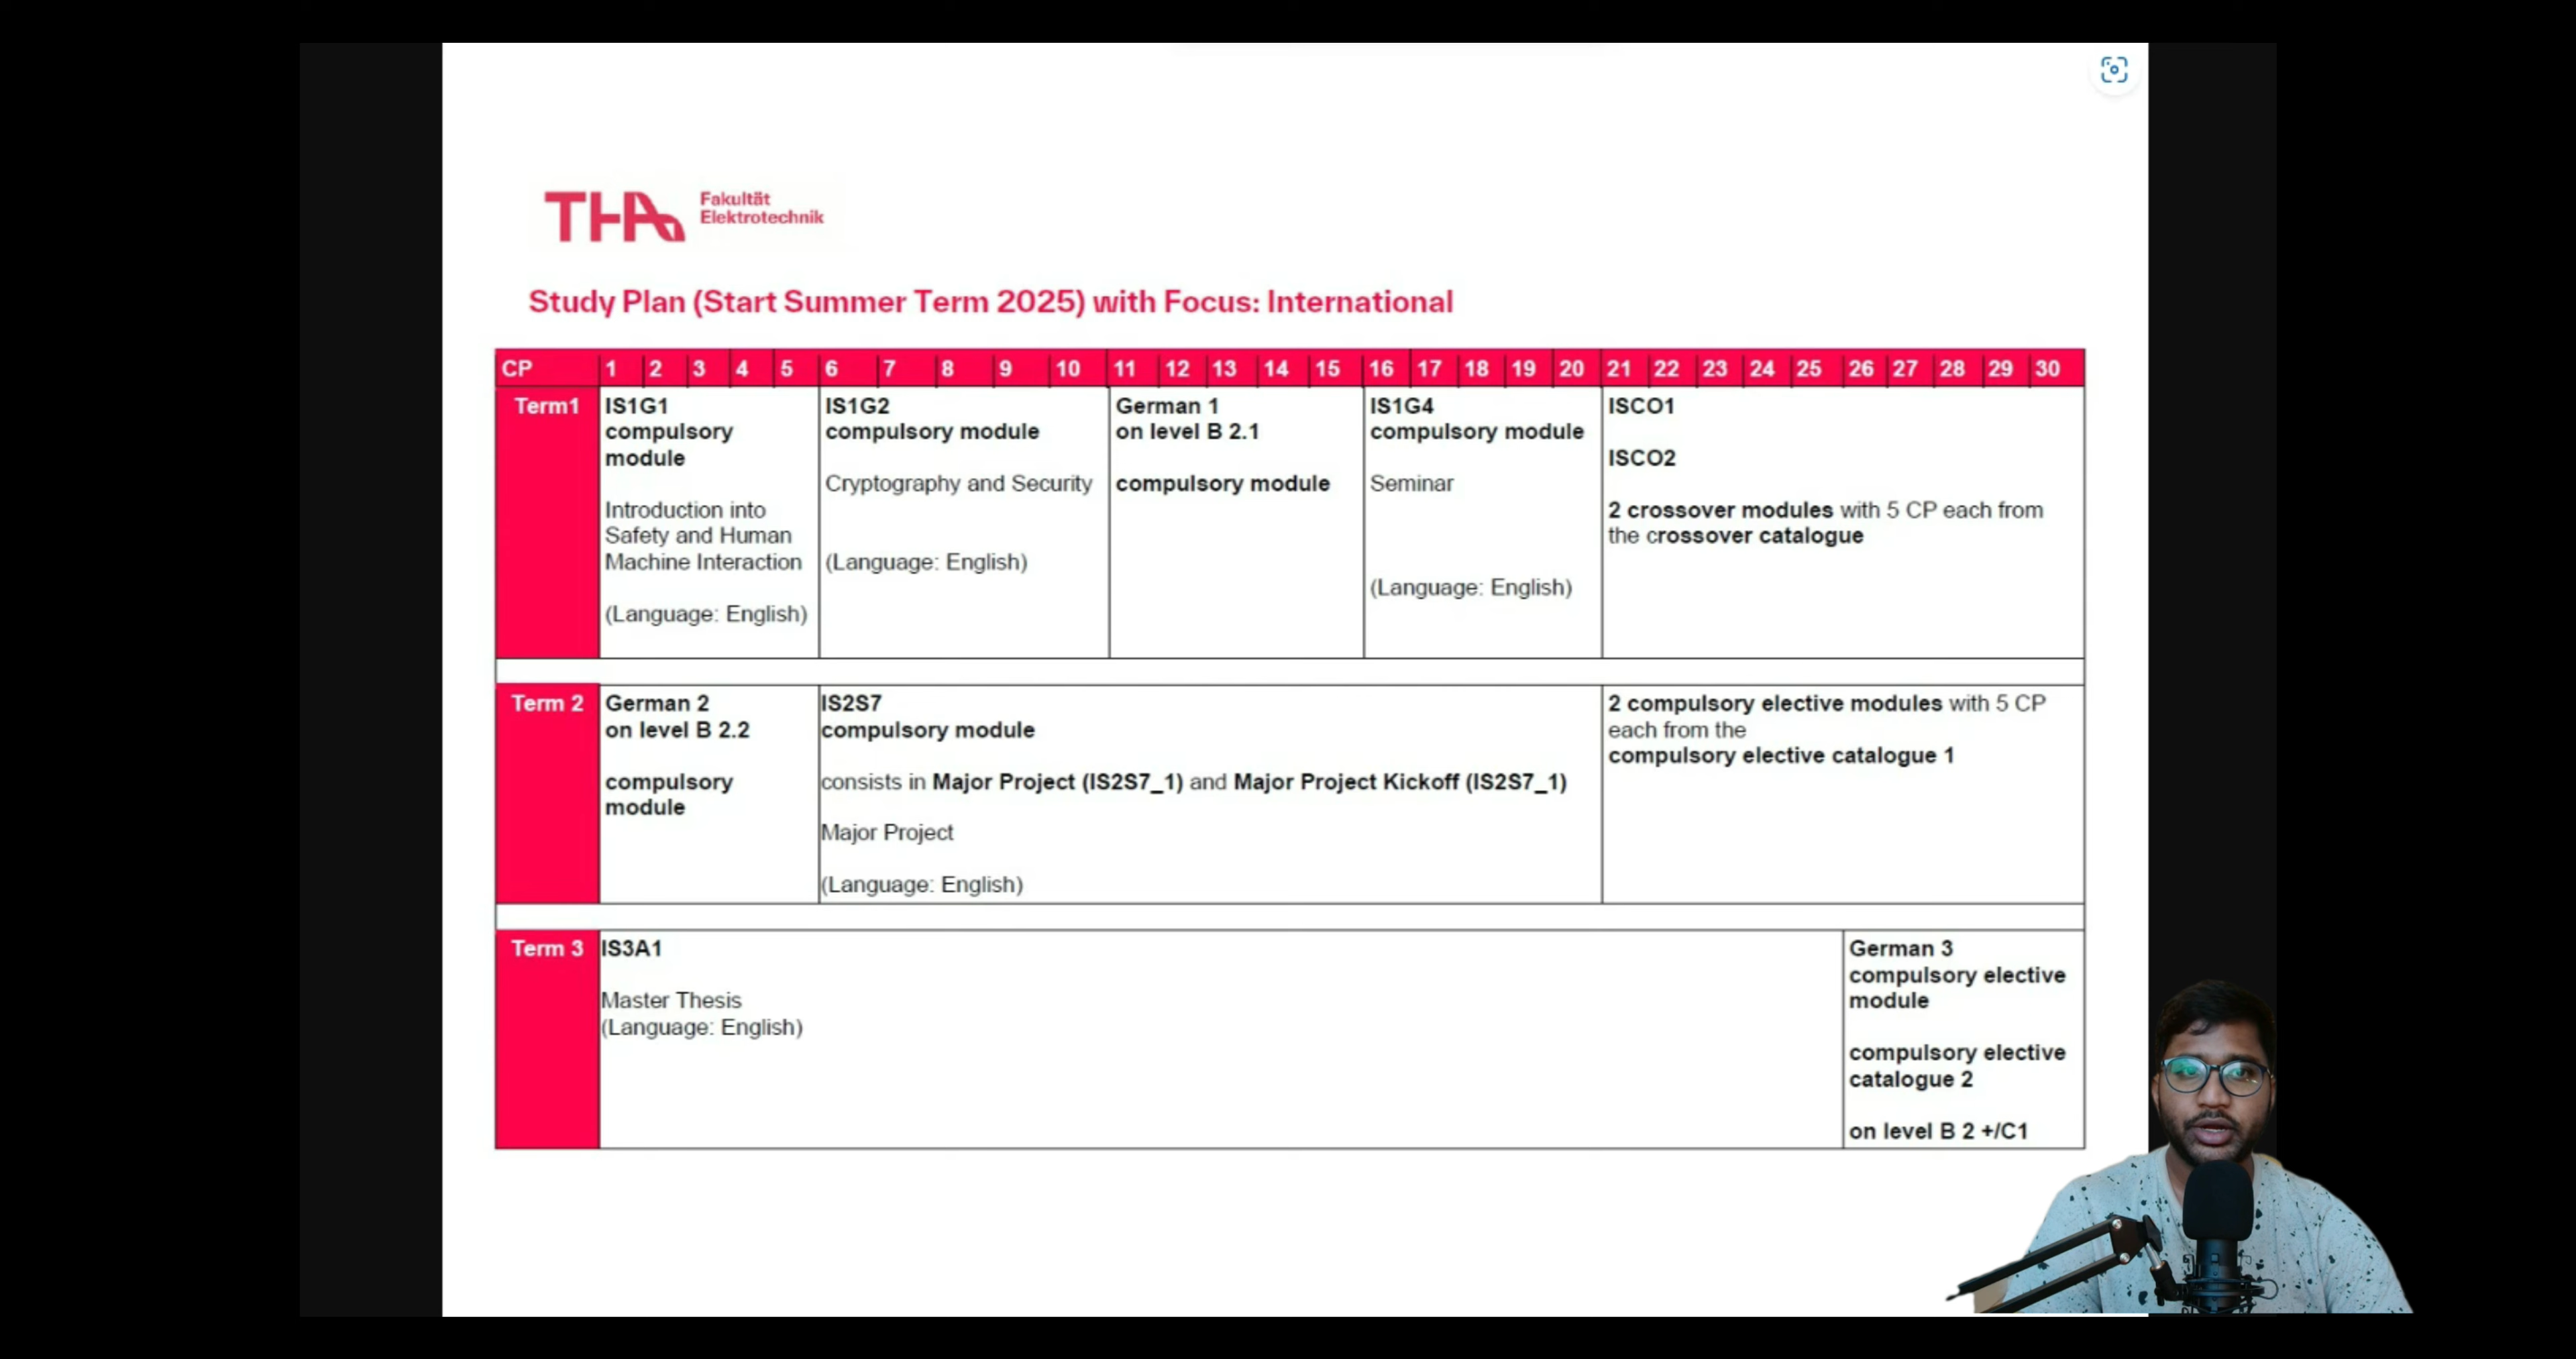 THA
Fakultät
Elektrotechnik
Study Plan (Start Summer Term 2025) with Focus: International
CP 1 2 3 4 5 6 7 8 9 10 11 12 13 14 15 16 17 18 19 20 21 22 23 24 25 26 27 28 29 30
Term1
IS1G1
compulsory
module
Introduction into
Safety and Human
Machine Interaction
(Language: English)
IS1G2
compulsory module
Cryptography and Security
(Language: English)
German 1
on level B 2.1
compulsory module
IS1G4
compulsory module
Seminar
(Language: English)
ISCO1
ISCO2
2 crossover modules with 5 CP each from
the crossover catalogue
Term 2
German 2
on level B 2.2
compulsory
module
IS2S7
compulsory module
consists in Major Project (IS2S7_1) and Major Project Kickoff (IS2S7_1)
Major Project
(Language: English)
2 compulsory elective modules with 5 CP
each from the
compulsory elective catalogue 1
Term 3
IS3A1
Master Thesis
(Language: English)
German 3
compulsory elective
module
compulsory elective
catalogue 2
on level B 2 +/C1